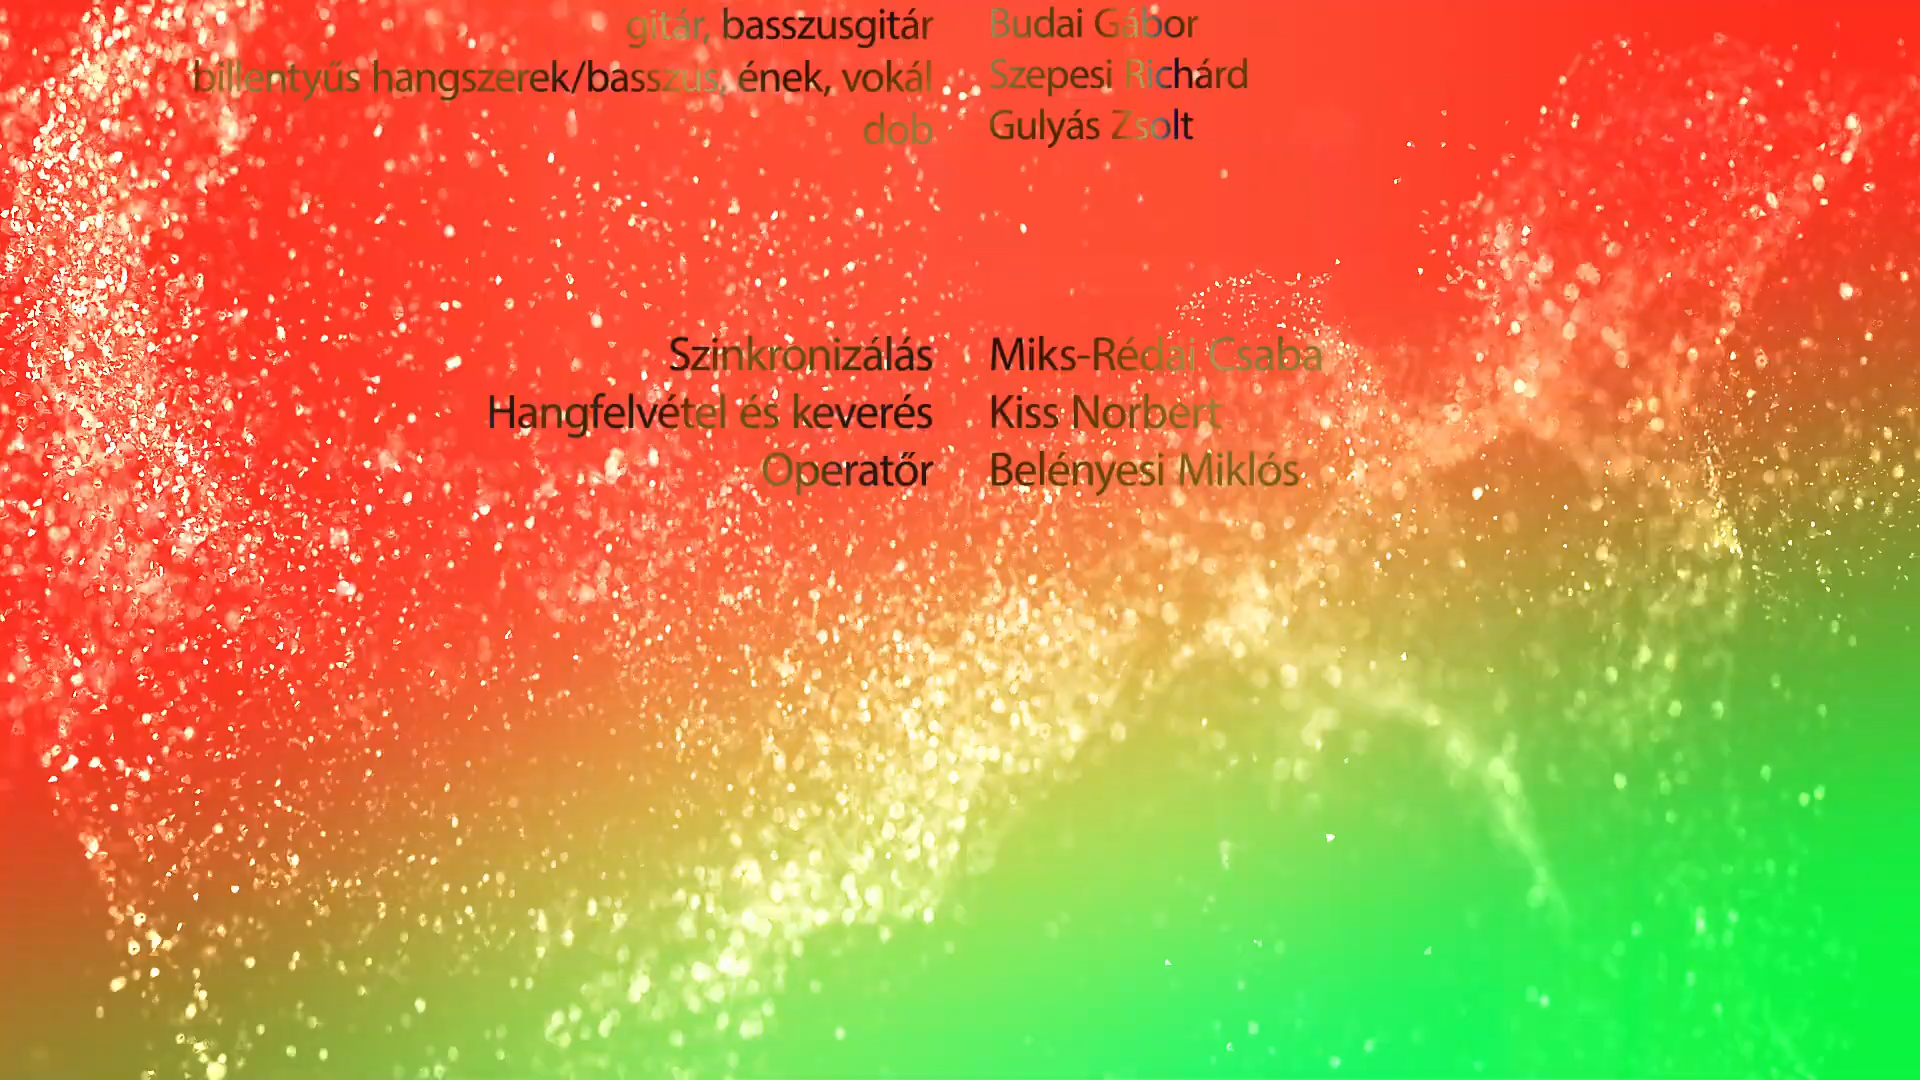 gitár, basszusgitár Budai Gábor
billentyűs hangszerek/basszus, ének, vokál Szepesi Richárd
dob Gulyás Zsolt
Szinkronizálás Miks-Rédai Csaba
Hangfelvétel és keverés Kiss Norbert
Operatőr Belényesi Miklós